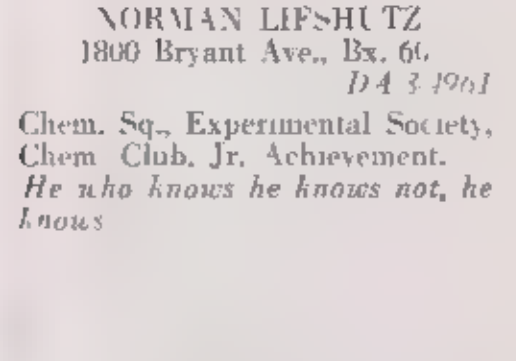 NORMAN LIFSHUTZ
1800 Bryant Ave., Bx. 60
DA 3-4961
Chem. Sq., Experimental Society,
Chem Club, Jr. Achievement.
He who knows he knows not, he
knows